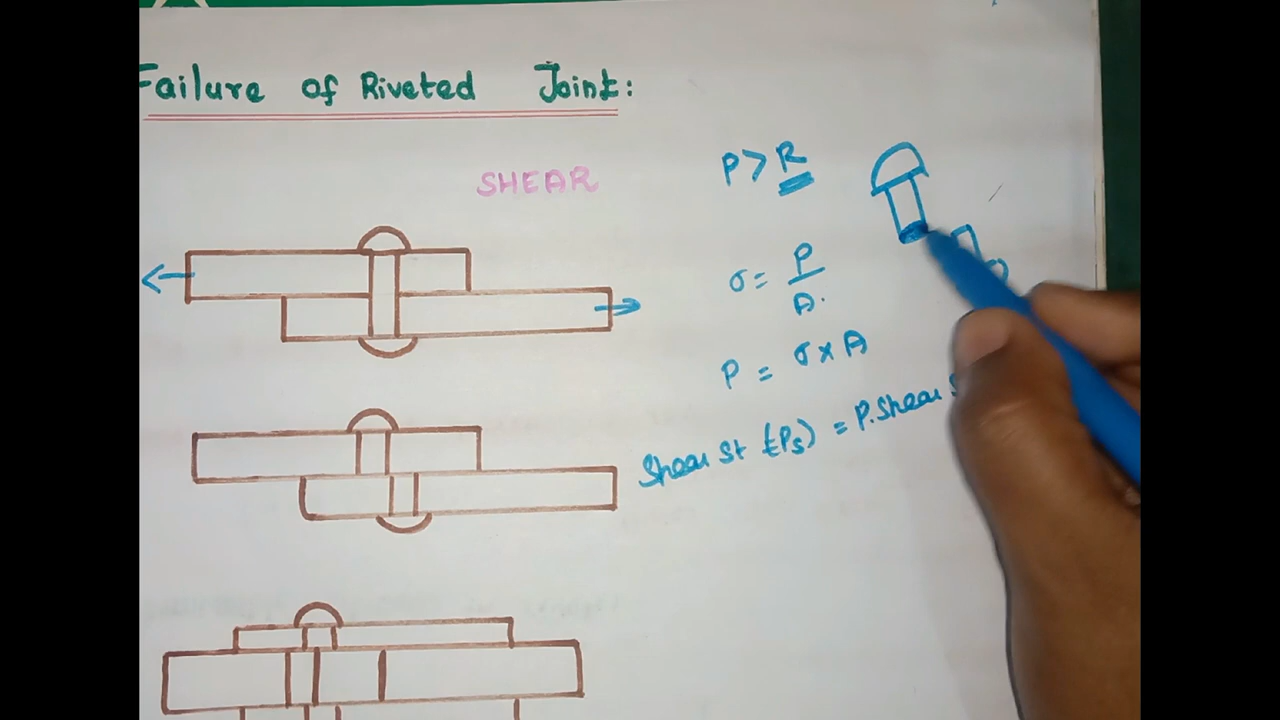 Failure of Riveted Joint:
SHEAR
P > R
σ = P/A.
P = σ × A
Shear St (Ps) = P. Shear